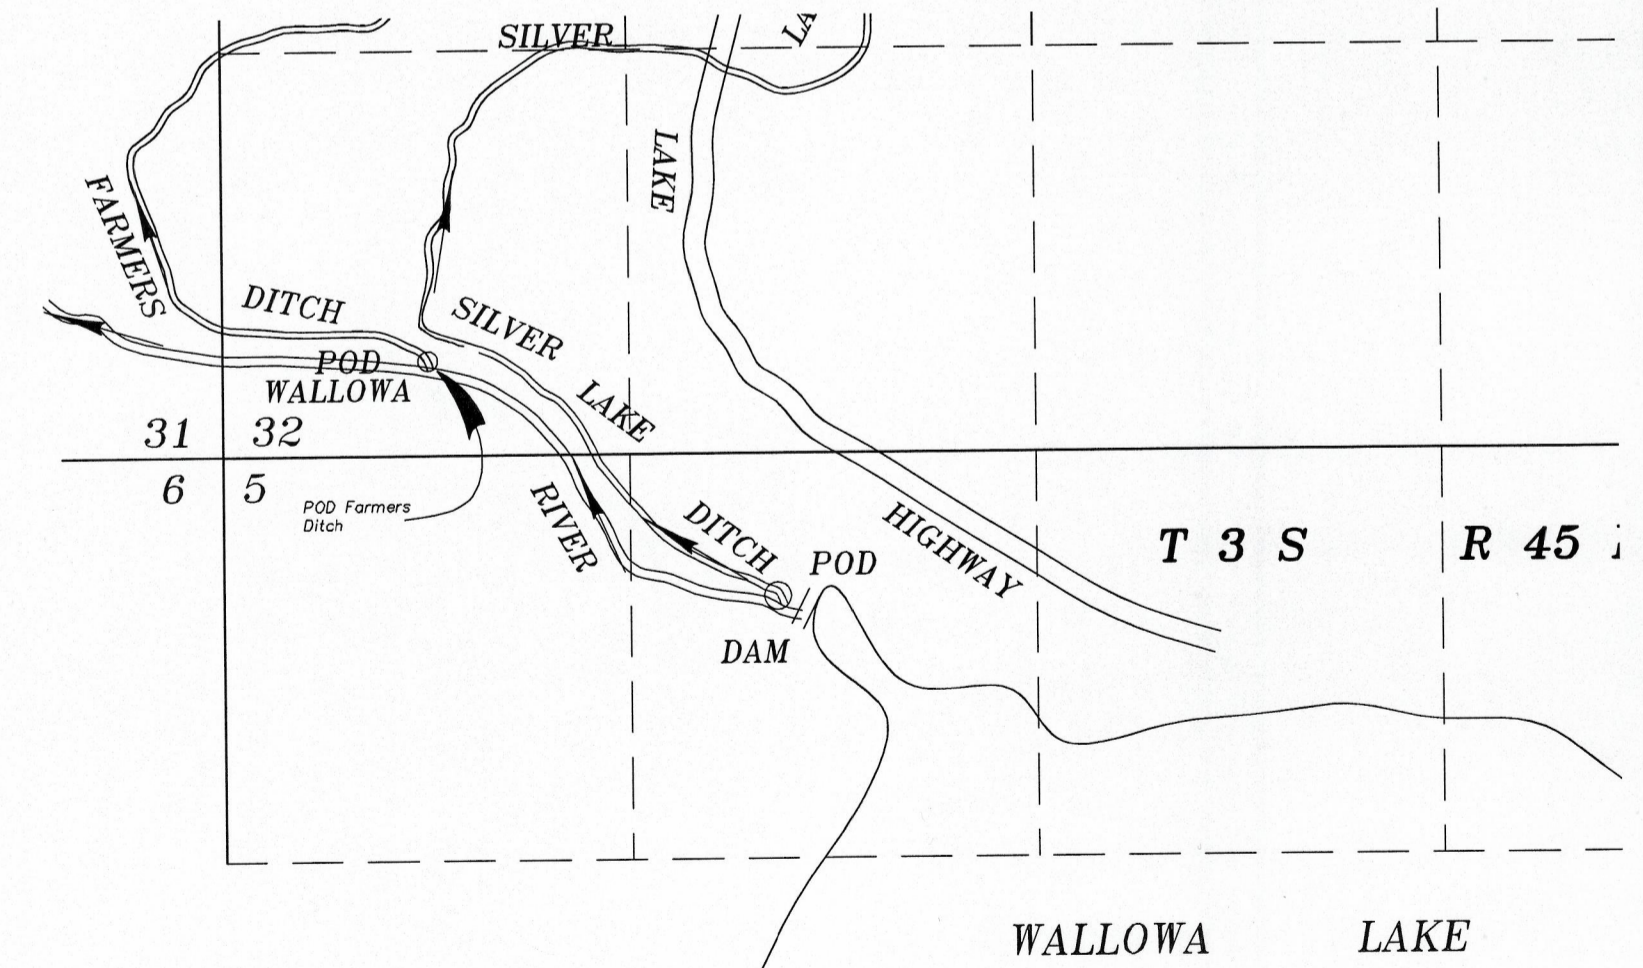 SILVER
LA
LAKE
FARMERS
DITCH
SILVER
LAKE
POD
WALLOWA
31 32
6 5
POD Farmers
Ditch
RIVER
DITCH
POD
DAM
HIGHWAY
T 3 S R 45
WALLOWA LAKE